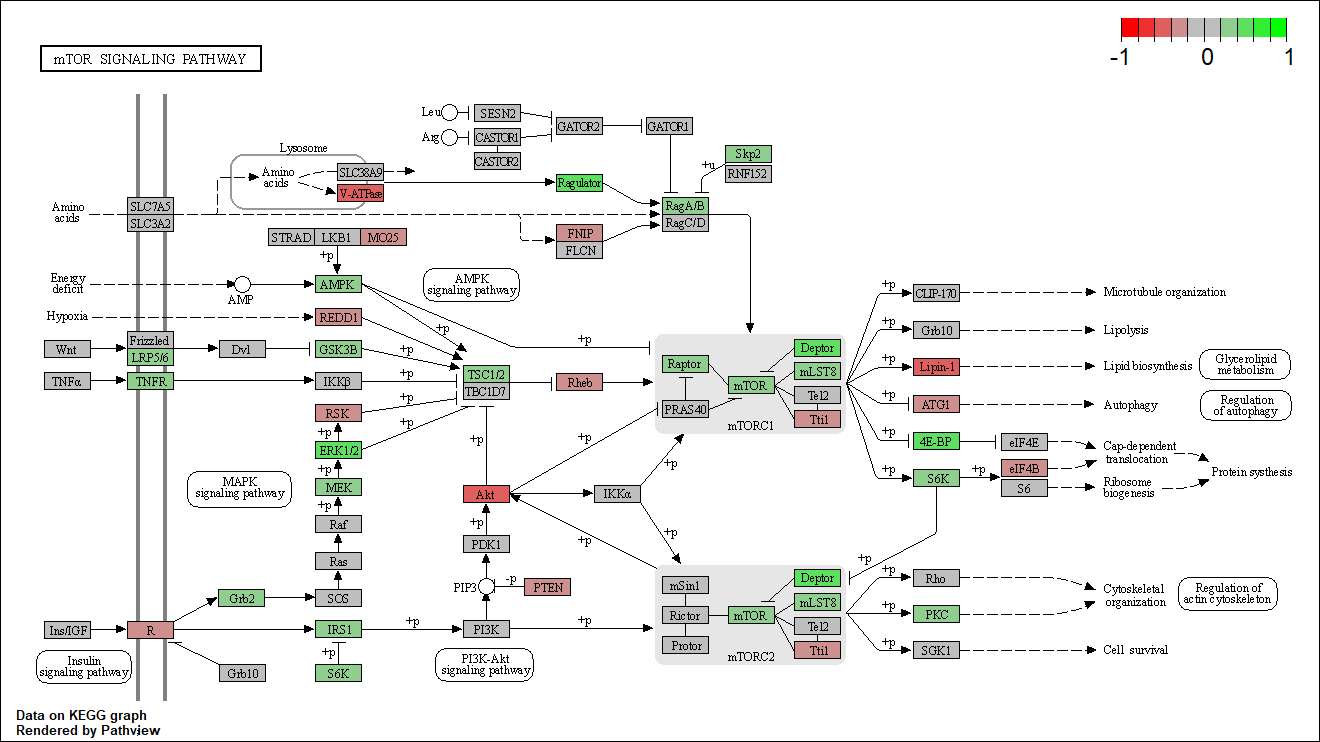 mTOR SIGNALING PATHWAY
-1 0 1
Leu
SESN2
GATOR2
GATOR1
Arg
CASTOR1
CASTOR2
Skp2
+u
RNF152
Lysosome
Amino
acids
SLC38A9
V-ATPase
Ragulator
RagA/B
RagC/D
Amino
acids
SLC7A5
SLC3A2
FNIP
FLCN
STRAD
LKB1
MO25
+p
Energy
deficit
AMP
AMPK
AMPK
signaling pathway
+p
Hypoxia
REDD1
Wnt
Frizzled
LRP5/6
Dvl
GSK3B
+p
TNFα
TNFR
IKKβ
+p
TSC1/2
TBC1D7
Rheb
RSK
+p
+p
ERK1/2
+p
+p
MEK
+p
Raf
Ras
SOS
MAPK
signaling pathway
Raptor
PRAS40
mTOR
Deptor
mLST8
Tel2
Tti1
mTORC1
+p
CLIP-170
Microtubule organization
+p
Grb10
Lipolysis
+p
Lipin-1
Lipid biosynthesis
Glycerolipid
metabolism
+p
ATG1
Autophagy
Regulation
of autophagy
+p
4E-BP
eIF4E
Cap-dependent
translocation
+p
S6K
+p
eIF4B
S6
Ribosome
biogenesis
Protein systhesis
+p
Akt
+p
IKKα
+p
+p
+p
+p
PDK1
PIP3
-p
PTEN
Grb2
Ins/IGF
R
IRS1
+p
PI3K
+p
+p
S6K
Grb10
Insulin
signaling pathway
PI3K-Akt
signaling pathway
mSin1
Rictor
Protor
mTOR
Deptor
mLST8
Tel2
Tti1
mTORC2
+p
+p
Rho
+p
PKC
Cytoskeletal
organization
Regulation of
actin cytoskeleton
+p
SGK1
Cell survival
Data on KEGG graph
Rendered by Pathview